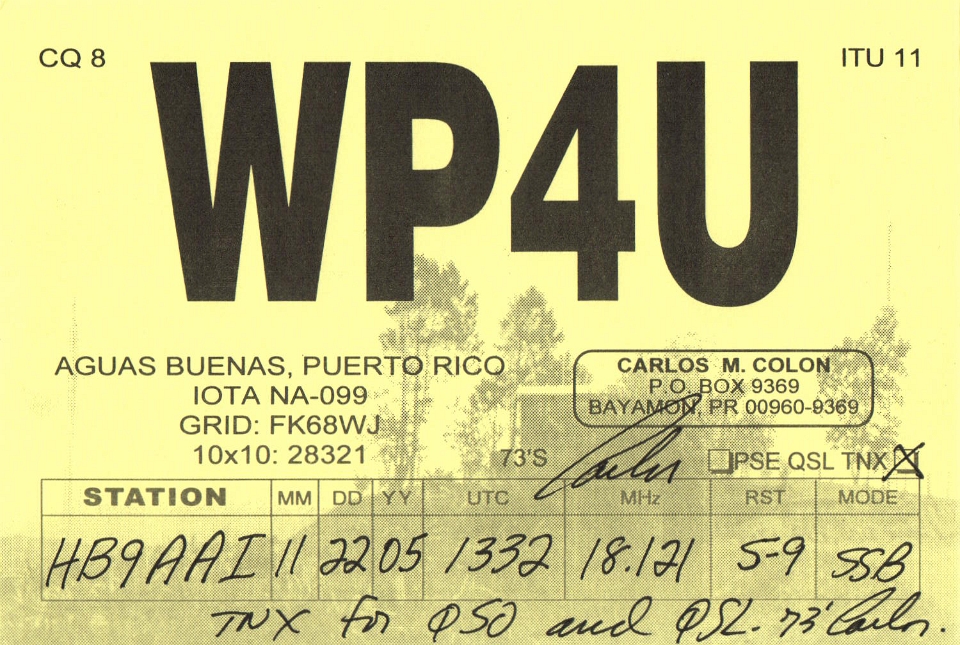 CQ 8
ITU 11
WP4U
AGUAS BUENAS, PUERTO RICO
IOTA NA-099
GRID: FK68WJ
10x10: 28321
CARLOS M. COLON
P.O. BOX 9369
BAYAMON, PR 00960-9369
73'S Carlos PSE QSL TNX
STATION MM DD YY UTC MHz RST MODE
HB9AAI 11 22 05 1332 18.121 5-9 SSB
TNX for QSO and QSL. 73' Carlos.